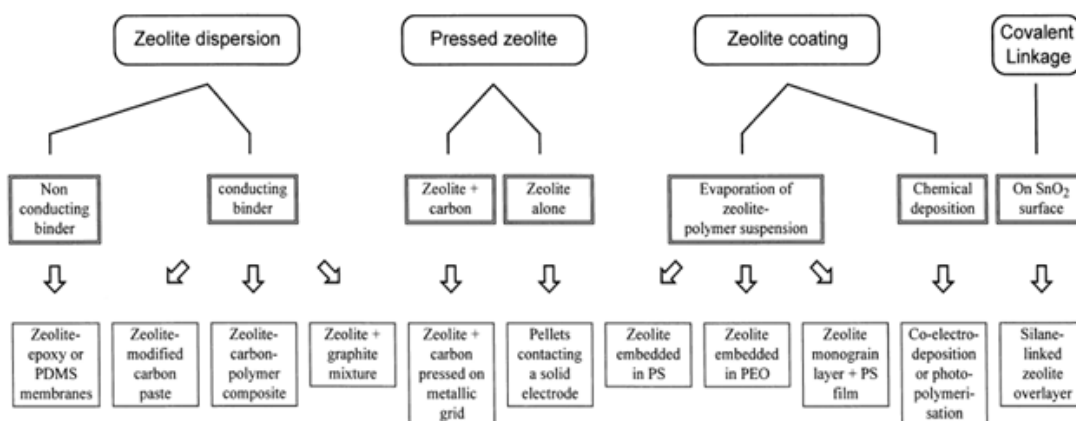 Zeolite dispersion
Pressed zeolite
Zeolite coating
Covalent
Linkage
Non
conducting
binder
conducting
binder
Zeolite +
carbon
Zeolite
alone
Evaporation of
zeolite-
polymer suspension
Chemical
deposition
On SnO₂
surface
Zeolite-
epoxy or
PDMS
membranes
Zeolite-
modified
carbon
paste
Zeolite-
carbon-
polymer
composite
Zeolite +
graphite
mixture
Zeolite +
carbon
pressed on
metallic
grid
Pellets
contacting
a solid
electrode
Zeolite
embedded
in PS
Zeolite
embedded
in PEO
Zeolite
monograin
layer + PS
film
Co-electro-
deposition
or photo-
polymeri-
sation
Silane-
linked
zeolite
overlayer